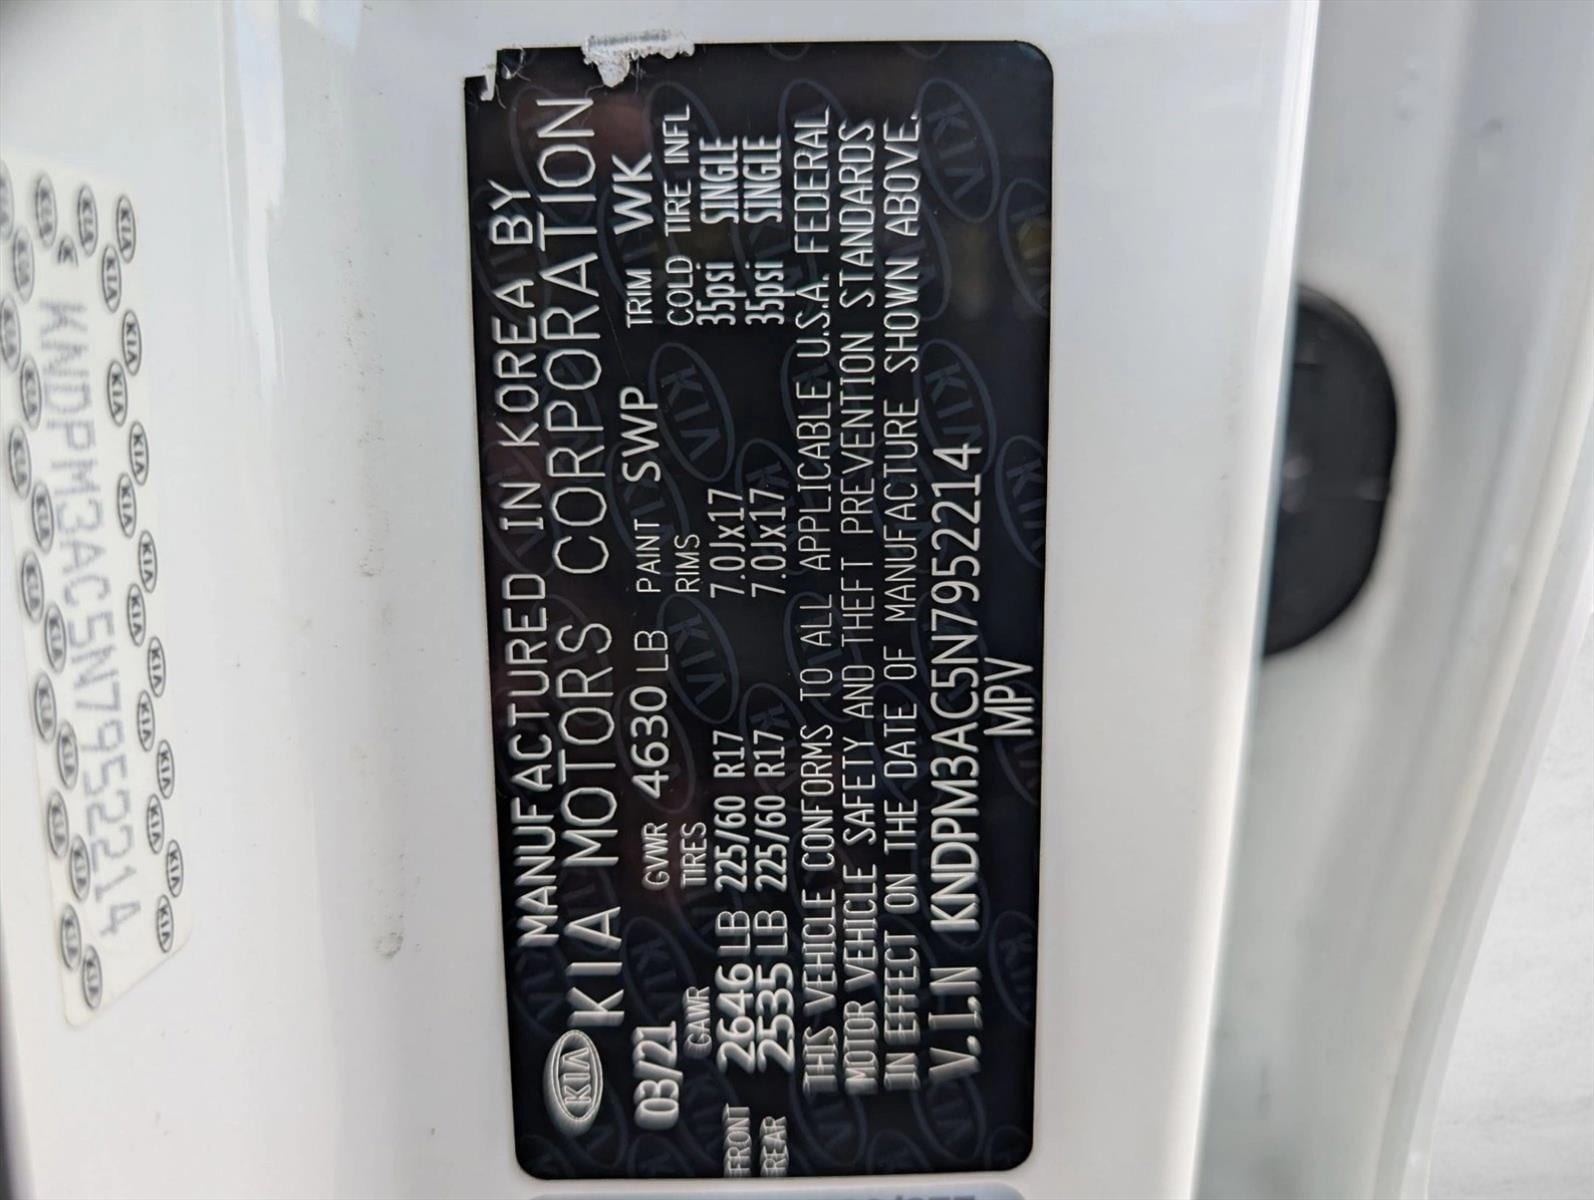 MANUFACTURED IN KOREA BY
KIA KIA MOTORS CORPORATION
03/21 GVWR 4630 LB PAINT SWP TRIM WK
GAWR TIRES RIMS COLD TIRE INFL
FRONT 2646 LB 225/60 R17 7.0Jx17 35psi SINGLE
REAR 2535 LB 225/60 R17 7.0Jx17 35psi SINGLE
THIS VEHICLE CONFORMS TO ALL APPLICABLE U.S.A. FEDERAL
MOTOR VEHICLE SAFETY AND THEFT PREVENTION STANDARDS
IN EFFECT ON THE DATE OF MANUFACTURE SHOWN ABOVE.
V.I.N KNDPM3AC5N7952214
MPV
KNDPM3AC5N7952214